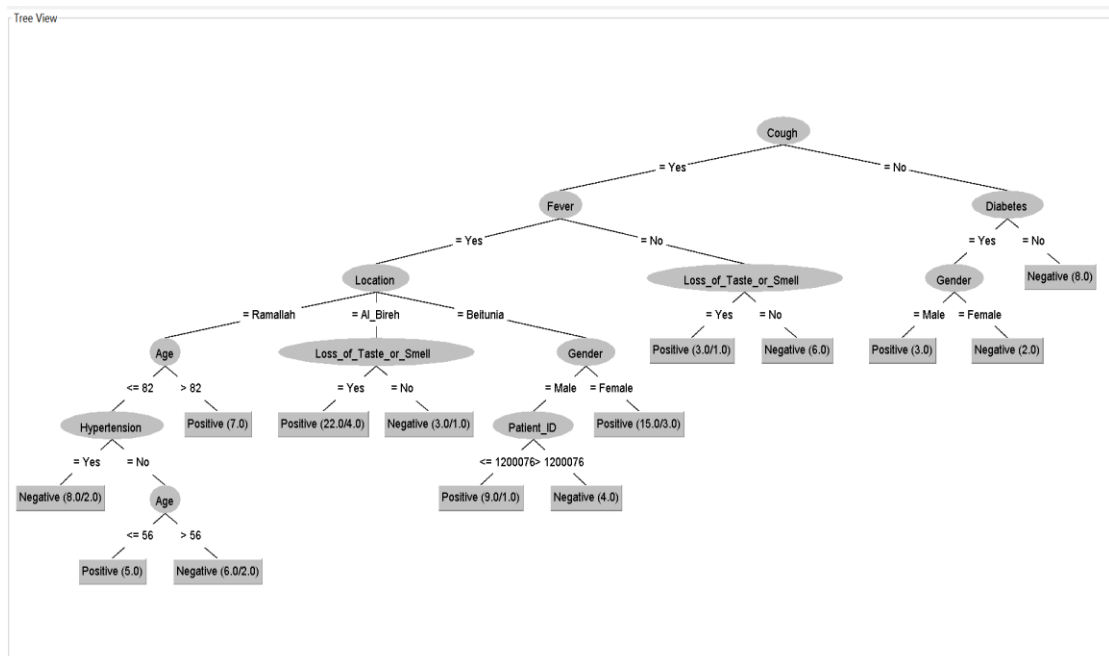 Tree View
Cough
= Yes
= No
Fever
Diabetes
= Yes
= No
= Yes
= No
Location
Loss_of_Taste_or_Smell
Gender
Negative (8.0)
= Ramallah
= Al_Bireh
= Beitunia
= Yes
= No
= Male
= Female
Age
Loss_of_Taste_or_Smell
Gender
Positive (3.0/1.0)
Negative (6.0)
Positive (3.0)
Negative (2.0)
<= 82
> 82
= Yes
= No
= Male
= Female
Hypertension
Positive (7.0)
Positive (22.0/4.0)
Negative (3.0/1.0)
Patient_ID
Positive (15.0/3.0)
= Yes
= No
<= 1200076
> 1200076
Negative (8.0/2.0)
Age
Positive (9.0/1.0)
Negative (4.0)
<= 56
> 56
Positive (5.0)
Negative (6.0/2.0)